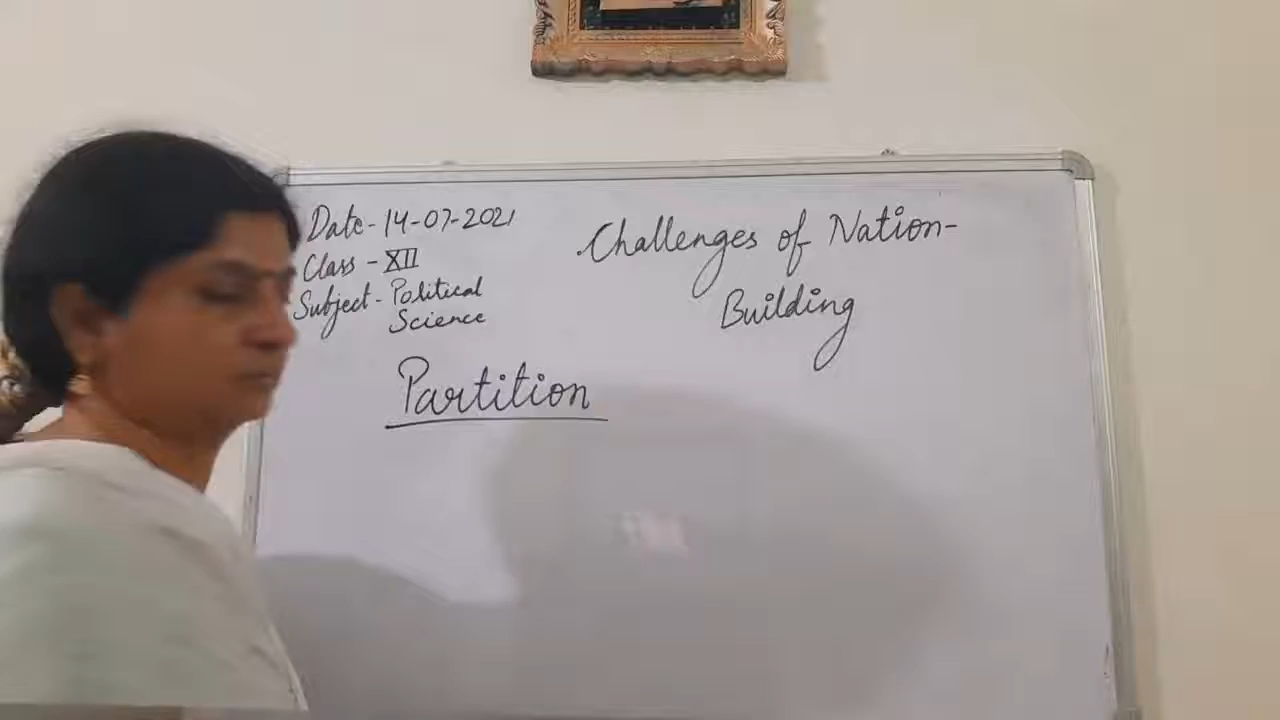 Date-14-07-2021
Class - XII
Subject - Political
Science
Challenges of Nation-
Building
Partition